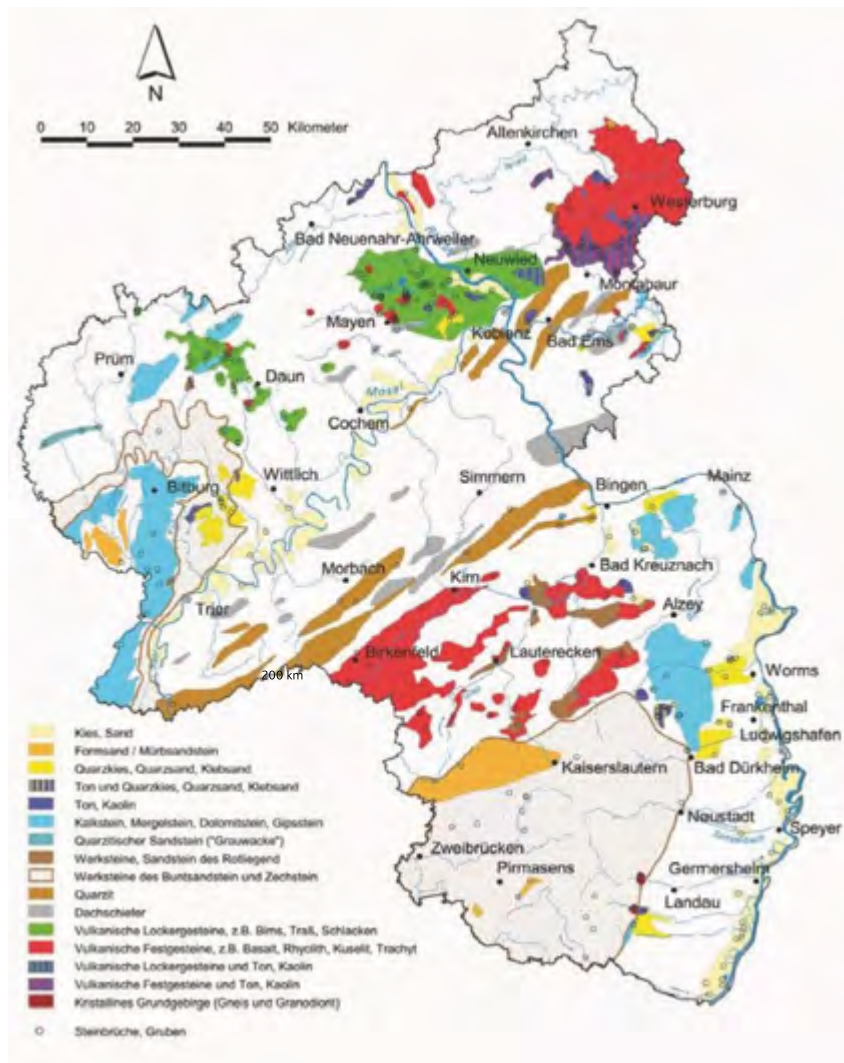 N
0 10 20 30 40 50 Kilometer
Altenkirchen
Westerburg
Bad Neuenahr-Ahrweiler
Neuwied
Montabaur
Mayen
Koblenz
Bad Ems
Prüm
Daun
Mosel
Cochem
Wittlich
Simmern
Bitburg
Bingen
Mainz
Bad Kreuznach
Morbach
Kirn
Trier
Alzey
Birkenfeld
Lauterecken
200 km
Worms
Frankenthal
Ludwigshafen
Kaiserslautern
Bad Dürkheim
Neustadt
Speyer
Zweibrücken
Pirmasens
Germersheim
Landau
Kies, Sand
Formsand / Mürbsandstein
Quarzkies, Quarzsand, Klebsand
Ton und Quarzkies, Quarzsand, Klebsand
Ton, Kaolin
Kalkstein, Mergelstein, Dolomitstein, Gipsstein
Quarzitischer Sandstein ("Grauwacke")
Werksteine, Sandstein des Rotliegend
Werksteine des Buntsandstein und Zechstein
Quarzit
Dachschiefer
Vulkanische Lockergesteine, z.B. Bims, Traß, Schlacken
Vulkanische Festgesteine, z.B. Basalt, Rhyolith, Kuselit, Trachyt
Vulkanische Lockergesteine und Ton, Kaolin
Vulkanische Festgesteine und Ton, Kaolin
Kristallines Grundgebirge (Gneis und Granodiorit)
Steinbrüche, Gruben